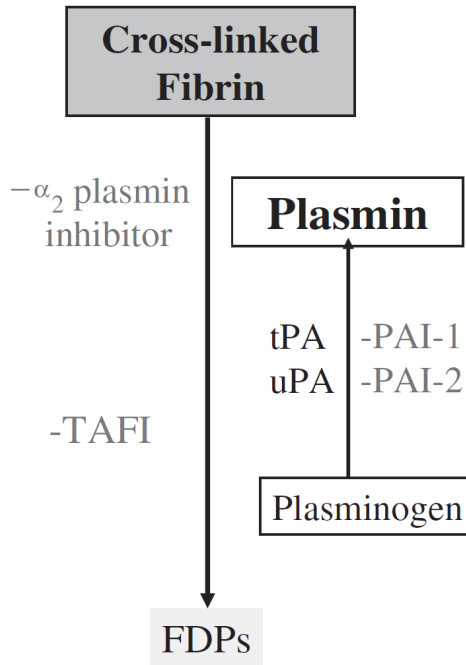 Cross-linked
Fibrin
−α₂ plasmin
inhibitor
Plasmin
tPA -PAI-1
uPA -PAI-2
-TAFI
Plasminogen
FDPs